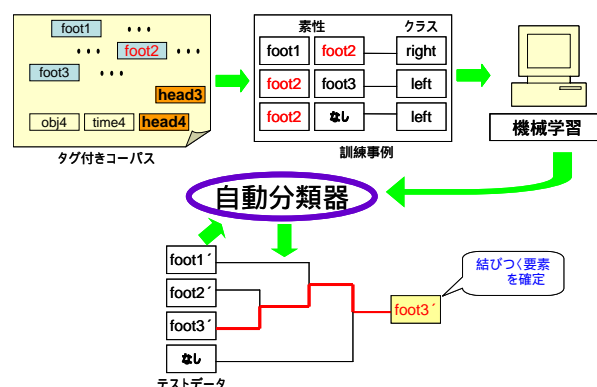 foot1 ・・・
・・・ foot2 ・・・
foot3 ・・・
head3
obj4 time4 head4
タグ付きコーパス
素性 クラス
foot1 foot2 right
foot2 foot3 left
foot2 なし left
訓練事例
機械学習
自動分類器
foot1´
foot2´
foot3´
なし
テストデータ
foot3´
結びつく要素
を確定